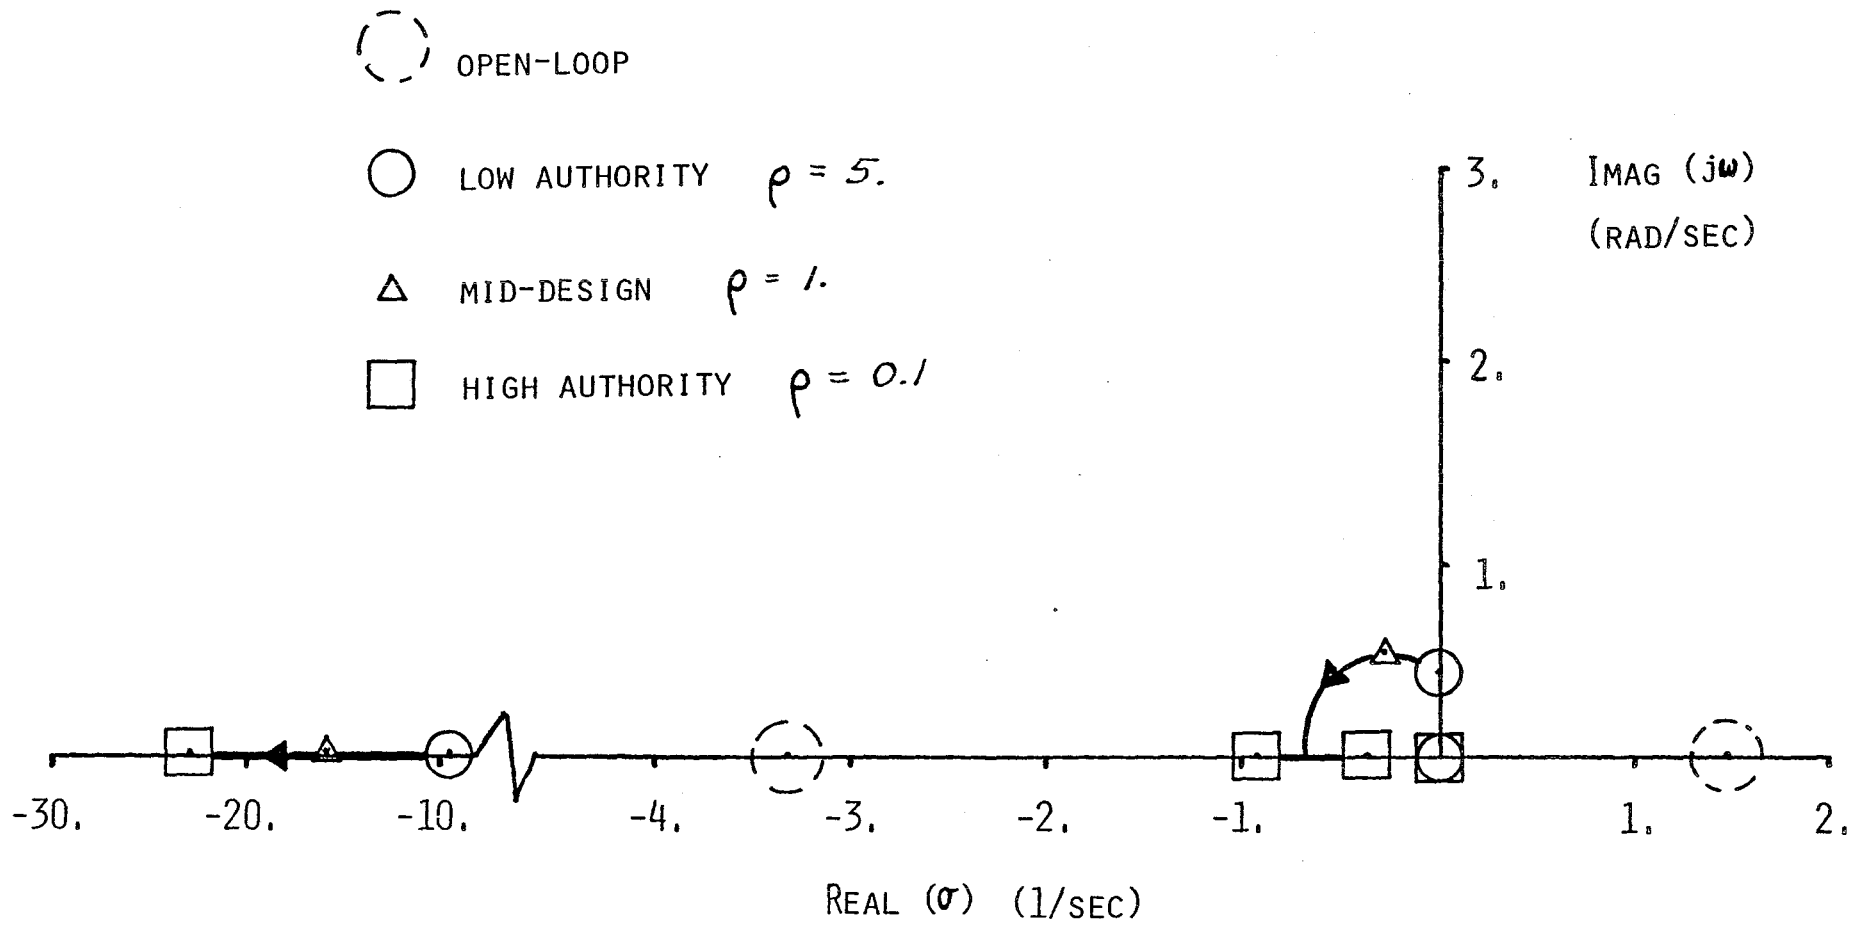 OPEN-LOOP
LOW AUTHORITY ρ = 5.
MID-DESIGN ρ = 1.
HIGH AUTHORITY ρ = 0.1
3. IMAG (jω)
(RAD/SEC)
2.
1.
-30. -20. -10. -4. -3. -2. -1. 1. 2.
REAL (σ) (1/SEC)